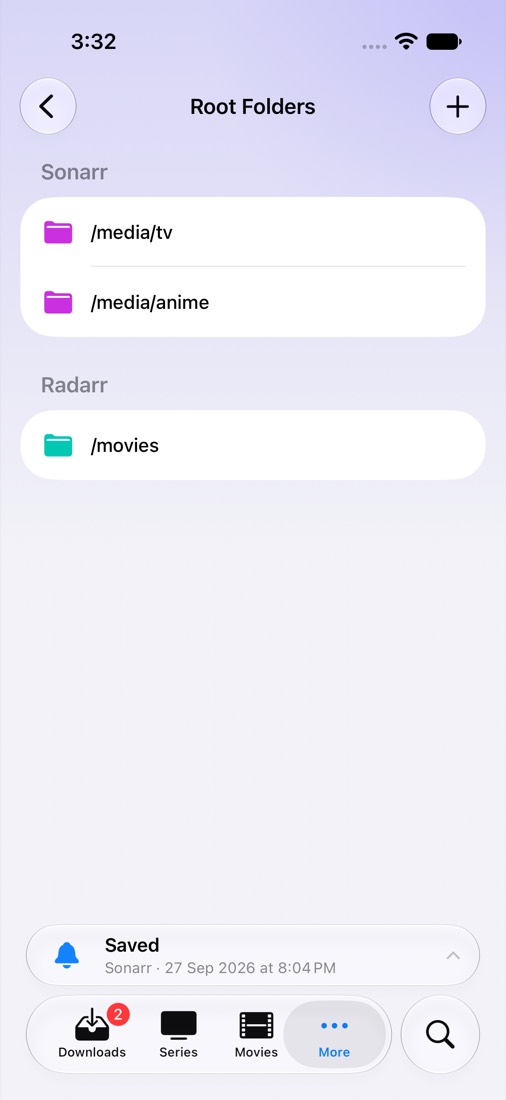 3:32
Root Folders
Sonarr
/media/tv
/media/anime
Radarr
/movies
Saved
Sonarr · 27 Sep 2026 at 8:04 PM
2
Downloads
Series
Movies
More